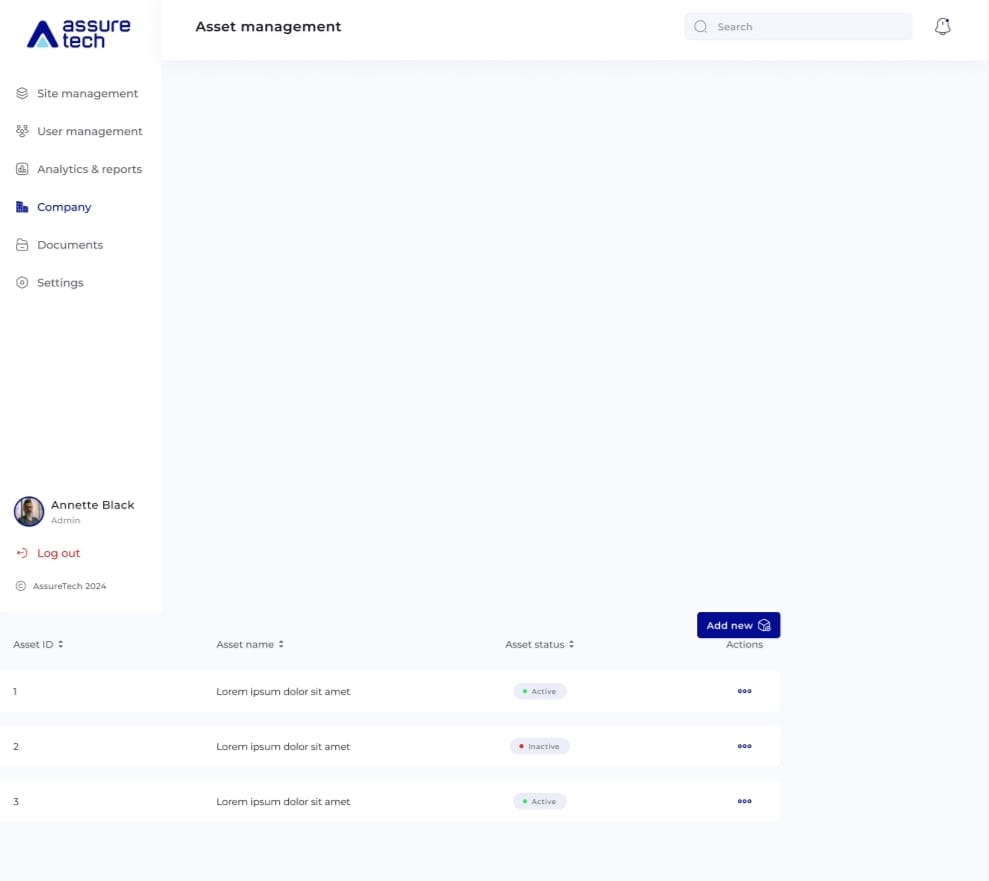 assure
tech
Asset management
Search
Site management
User management
Analytics & reports
Company
Documents
Settings
Annette Black
Admin
Log out
© AssureTech 2024
Add new
Asset ID Asset name Asset status Actions
1 Lorem ipsum dolor sit amet Active
2 Lorem ipsum dolor sit amet Inactive
3 Lorem ipsum dolor sit amet Active